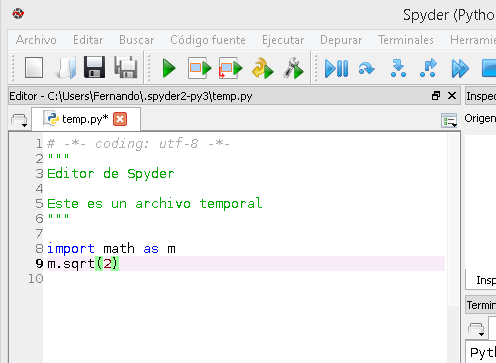 Spyder (Pytho
Archivo Editar Buscar Código fuente Ejecutar Depurar Terminales Herramie
Editor - C:\Users\Fernando\.spyder2-py3\temp.py
Inspec
temp.py*
Origen
1 # -*- coding: utf-8 -*-
2 """
3 Editor de Spyder
4
5 Este es un archivo temporal
6 """
7
8 import math as m
9 m.sqrt(2)
10
Insp
Termin
Pyth